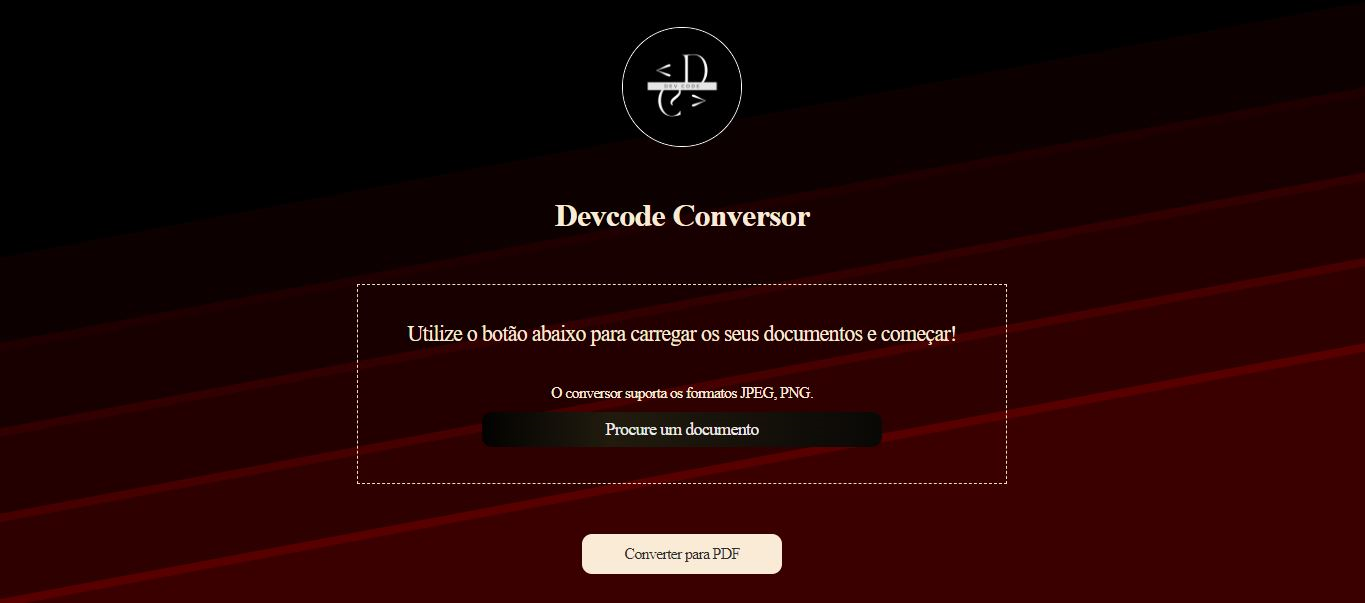 <D
DEV CODE
C>
Devcode Conversor
Utilize o botão abaixo para carregar os seus documentos e começar!
O conversor suporta os formatos JPEG, PNG.
Procure um documento
Converter para PDF